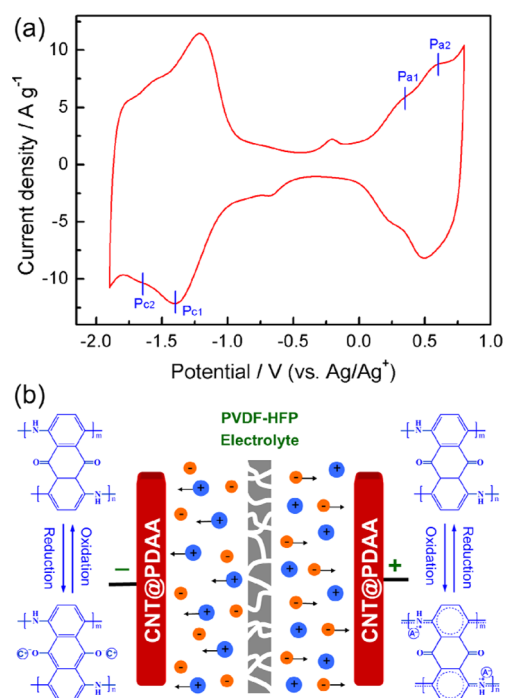 (a)
10
5
0
-5
-10
Current density / A g⁻¹
Pa1
Pa2
Pc2
Pc1
-2.0 -1.5 -1.0 -0.5 0.0 0.5 1.0
Potential / V (vs. Ag/Ag⁺)
(b)
PVDF-HFP
Electrolyte
H
N
m
O O
n
N
H
Reduction
Oxidation
H
N
m
C⁺ ⁻O O⁻ C⁺
n
N
H
−
CNT@PDAA
CNT@PDAA
+
H
N
m
O O
n
N
H
Oxidation
Reduction
H
N
m
A⁻
O O
A⁻
n
N
H